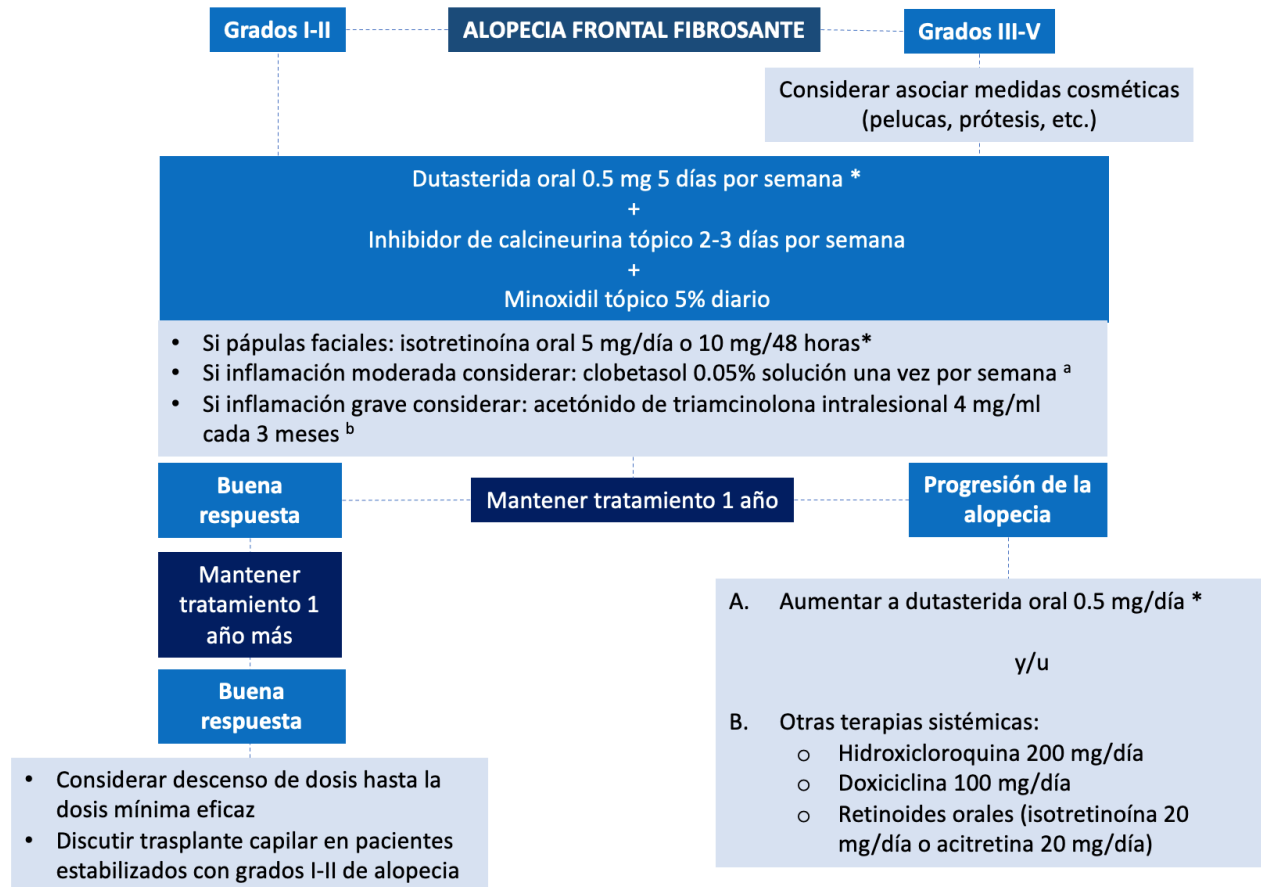 Grados I-II
ALOPECIA FRONTAL FIBROSANTE
Grados III-V
Considerar asociar medidas cosméticas
(pelucas, prótesis, etc.)
Dutasterida oral 0.5 mg 5 días por semana *
+
Inhibidor de calcineurina tópico 2-3 días por semana
+
Minoxidil tópico 5% diario
• Si pápulas faciales: isotretinoína oral 5 mg/día o 10 mg/48 horas*
• Si inflamación moderada considerar: clobetasol 0.05% solución una vez por semana ᵃ
• Si inflamación grave considerar: acetónido de triamcinolona intralesional 4 mg/ml
cada 3 meses ᵇ
Buena
respuesta
Mantener tratamiento 1 año
Progresión de la
alopecia
Mantener
tratamiento 1
año más
Buena
respuesta
• Considerar descenso de dosis hasta la
dosis mínima eficaz
• Discutir trasplante capilar en pacientes
estabilizados con grados I-II de alopecia
A. Aumentar a dutasterida oral 0.5 mg/día *
y/u
B. Otras terapias sistémicas:
o Hidroxicloroquina 200 mg/día
o Doxiciclina 100 mg/día
o Retinoides orales (isotretinoína 20
mg/día o acitretina 20 mg/día)